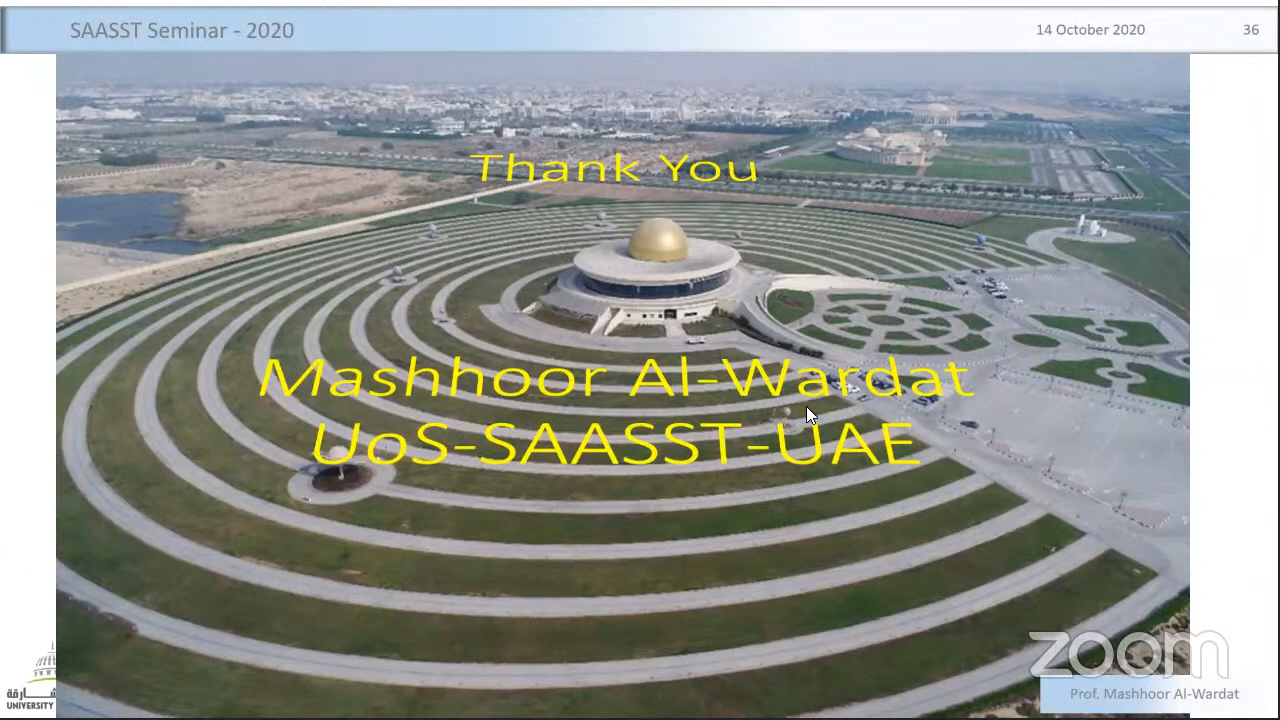 SAASST Seminar - 2020
14 October 2020
36
Thank You
Mashhoor Al-Wardat
UoS-SAASST-UAE
zoom
Prof. Mashhoor Al-Wardat
UNIVERSITY